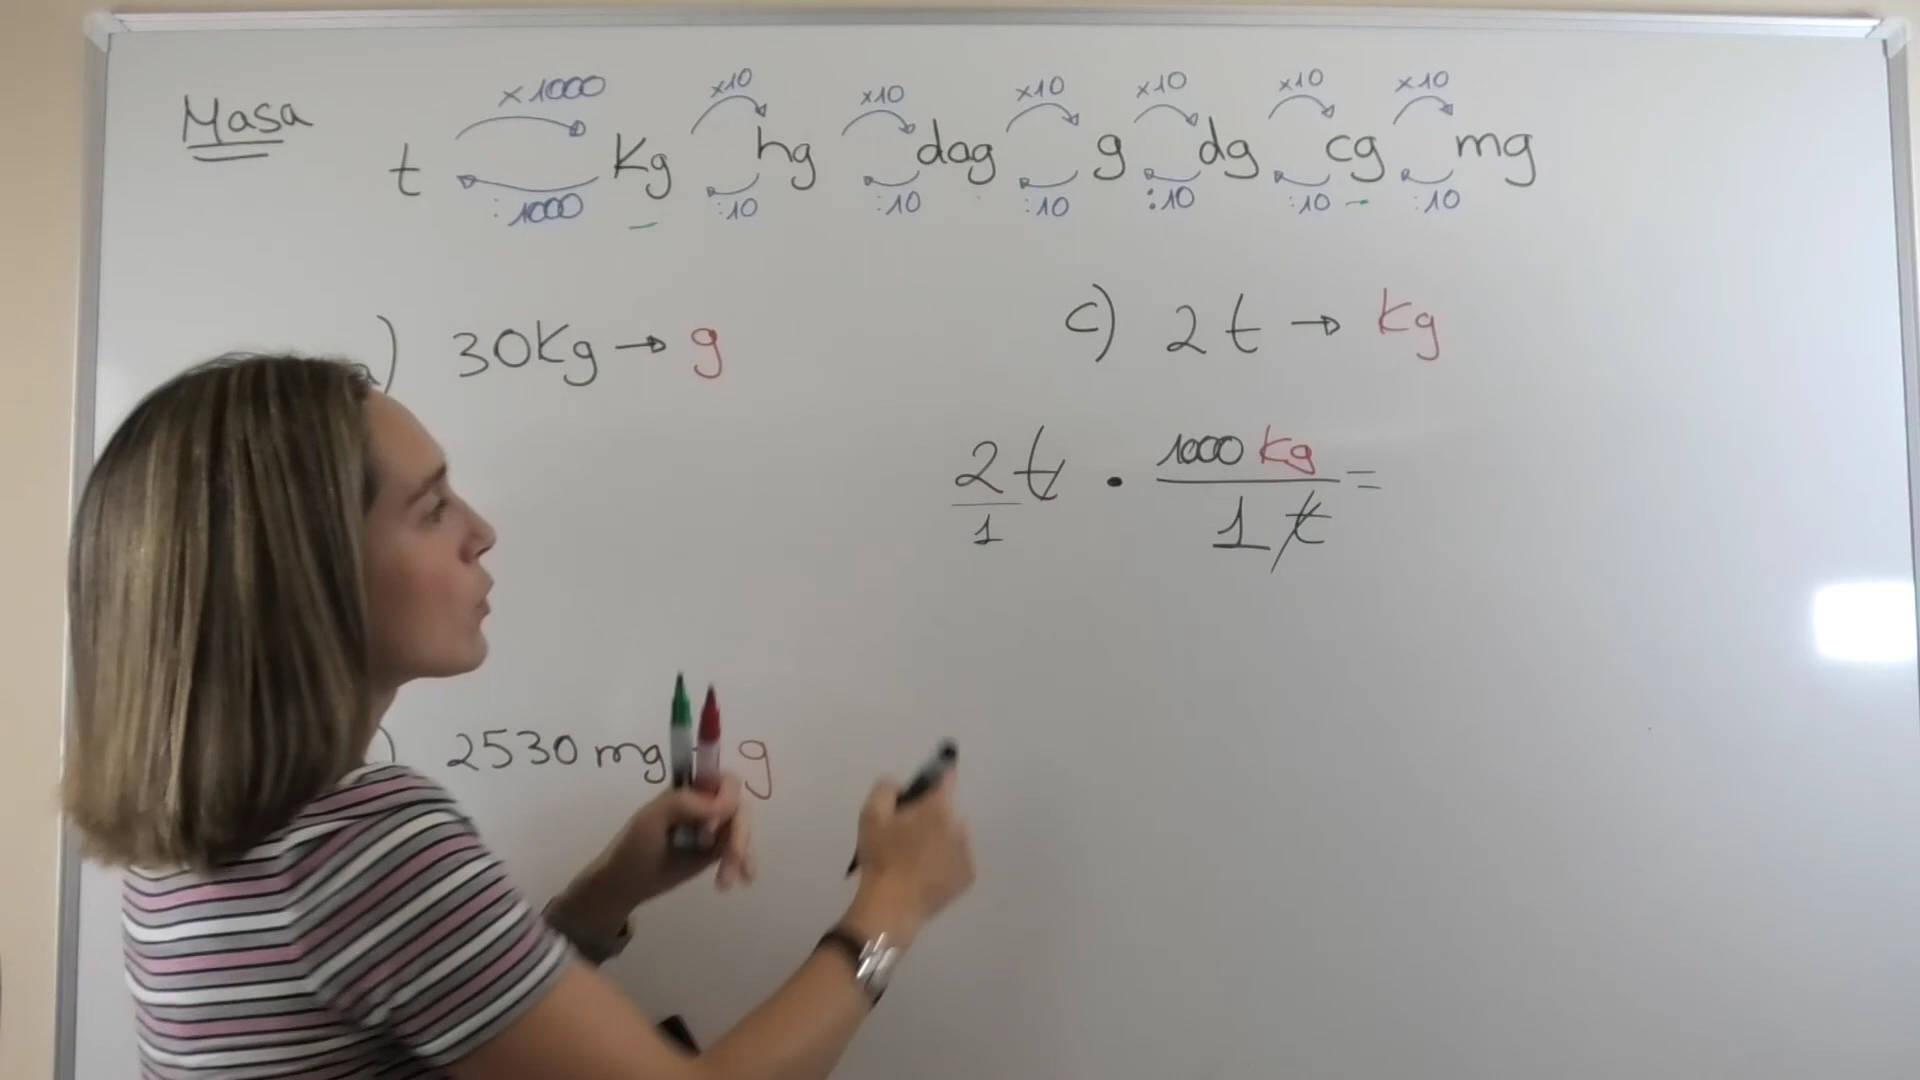 Masa
x1000 x10 x10 x10 x10 x10 x10
t Kg hg dag g dg cg mg
:1000 :10 :10 :10 :10 :10 :10
a) 30Kg → g
c) 2 t → Kg
2t/1 · 1000 Kg/1 t =
) 2530 mg g